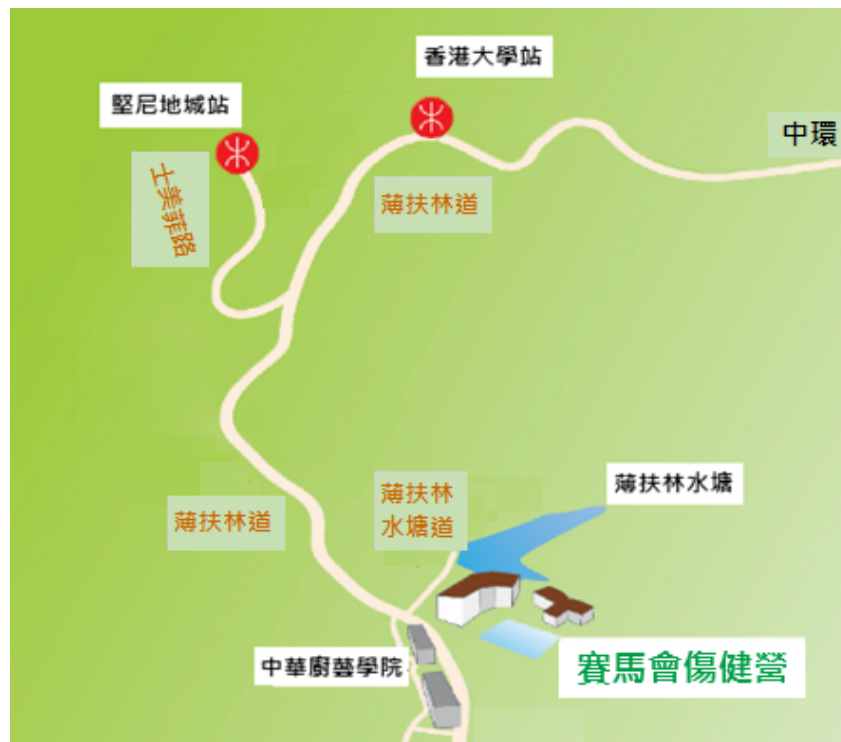 香港大學站
堅尼地城站
中環
士美菲路
薄扶林道
薄扶林水塘
薄扶林
水塘道
薄扶林道
中華廚藝學院
賽馬會傷健營